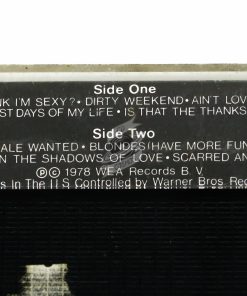 Side One
NK I'M SEXY? • DIRTY WEEKEND • AIN'T LOV
ST DAYS OF MY LIFE • IS THAT THE THANKS
Side Two
ALE WANTED • BLONDES (HAVE MORE FUN
N THE SHADOWS OF LOVE • SCARRED AN
Ⓟ© 1978 WEA Records B. V.
s In The U.S Controlled by Warner Bros. Rec